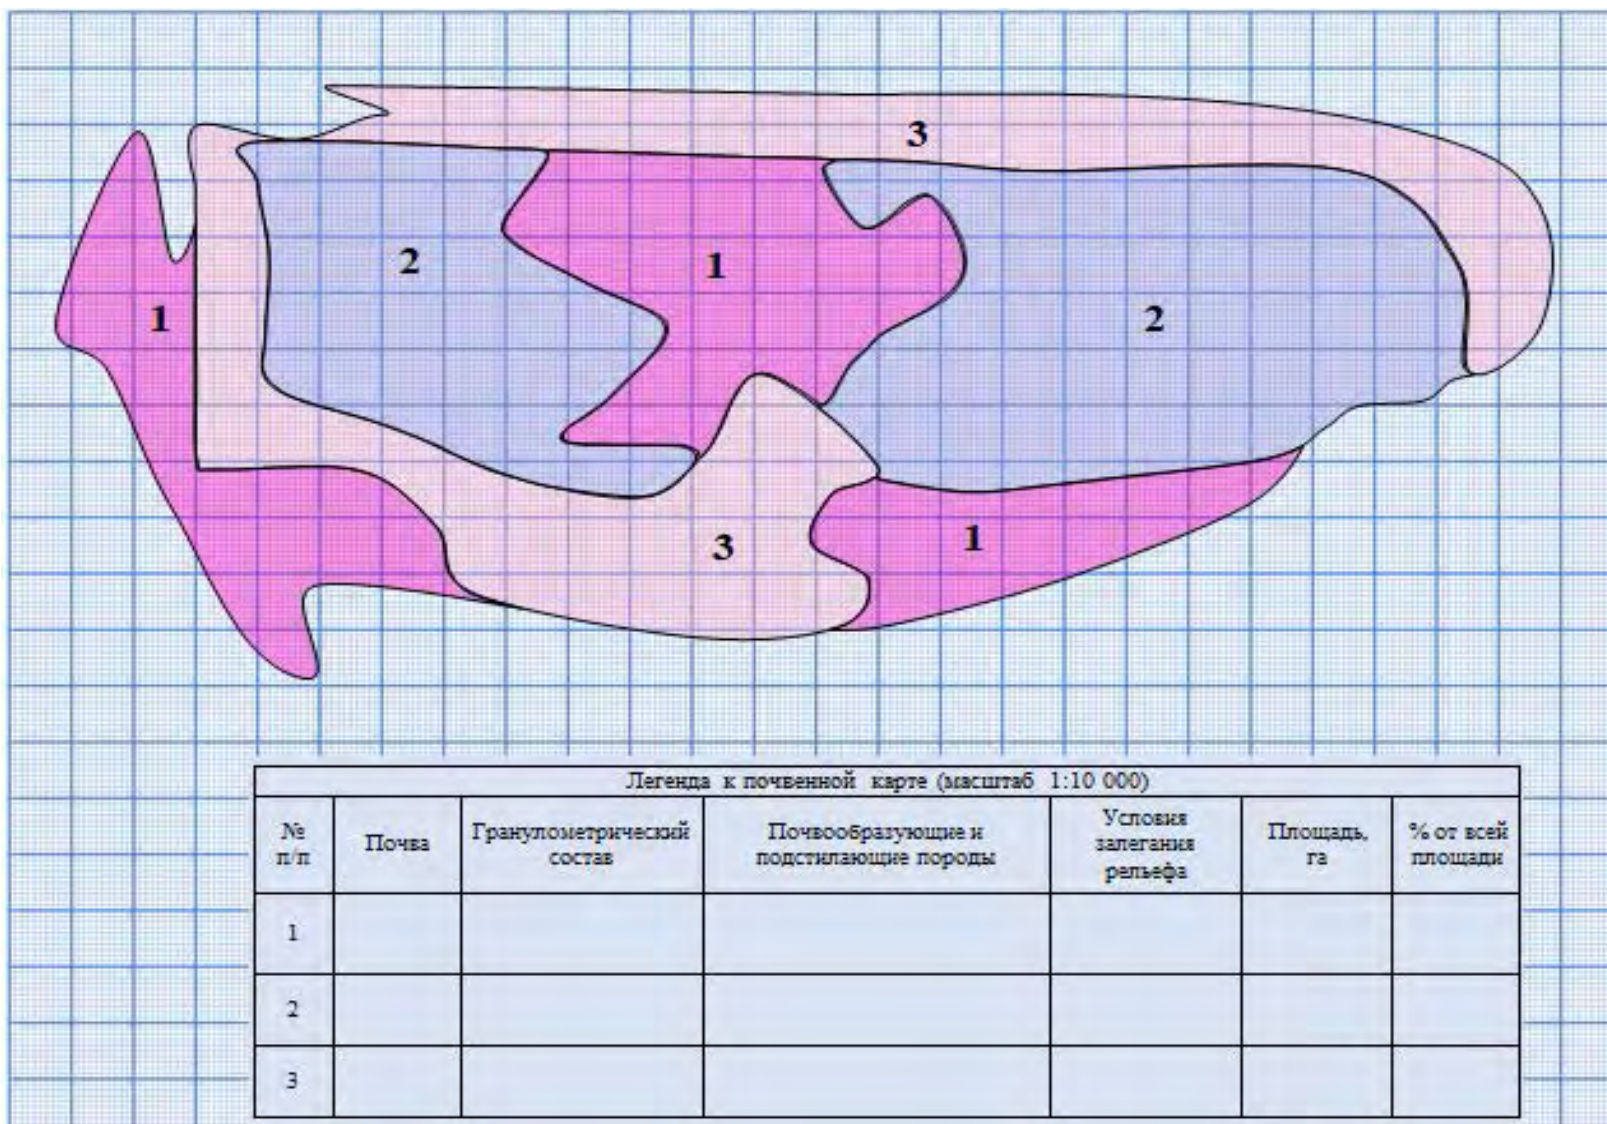 3
2
1
1
2
3
1
Легенда к почвенной карте (масштаб 1:10 000)
№ п/п
Почва
Гранулометрический состав
Почвообразующие и подстилающие породы
Условия залегания рельефа
Площадь, га
% от всей площади
1
2
3